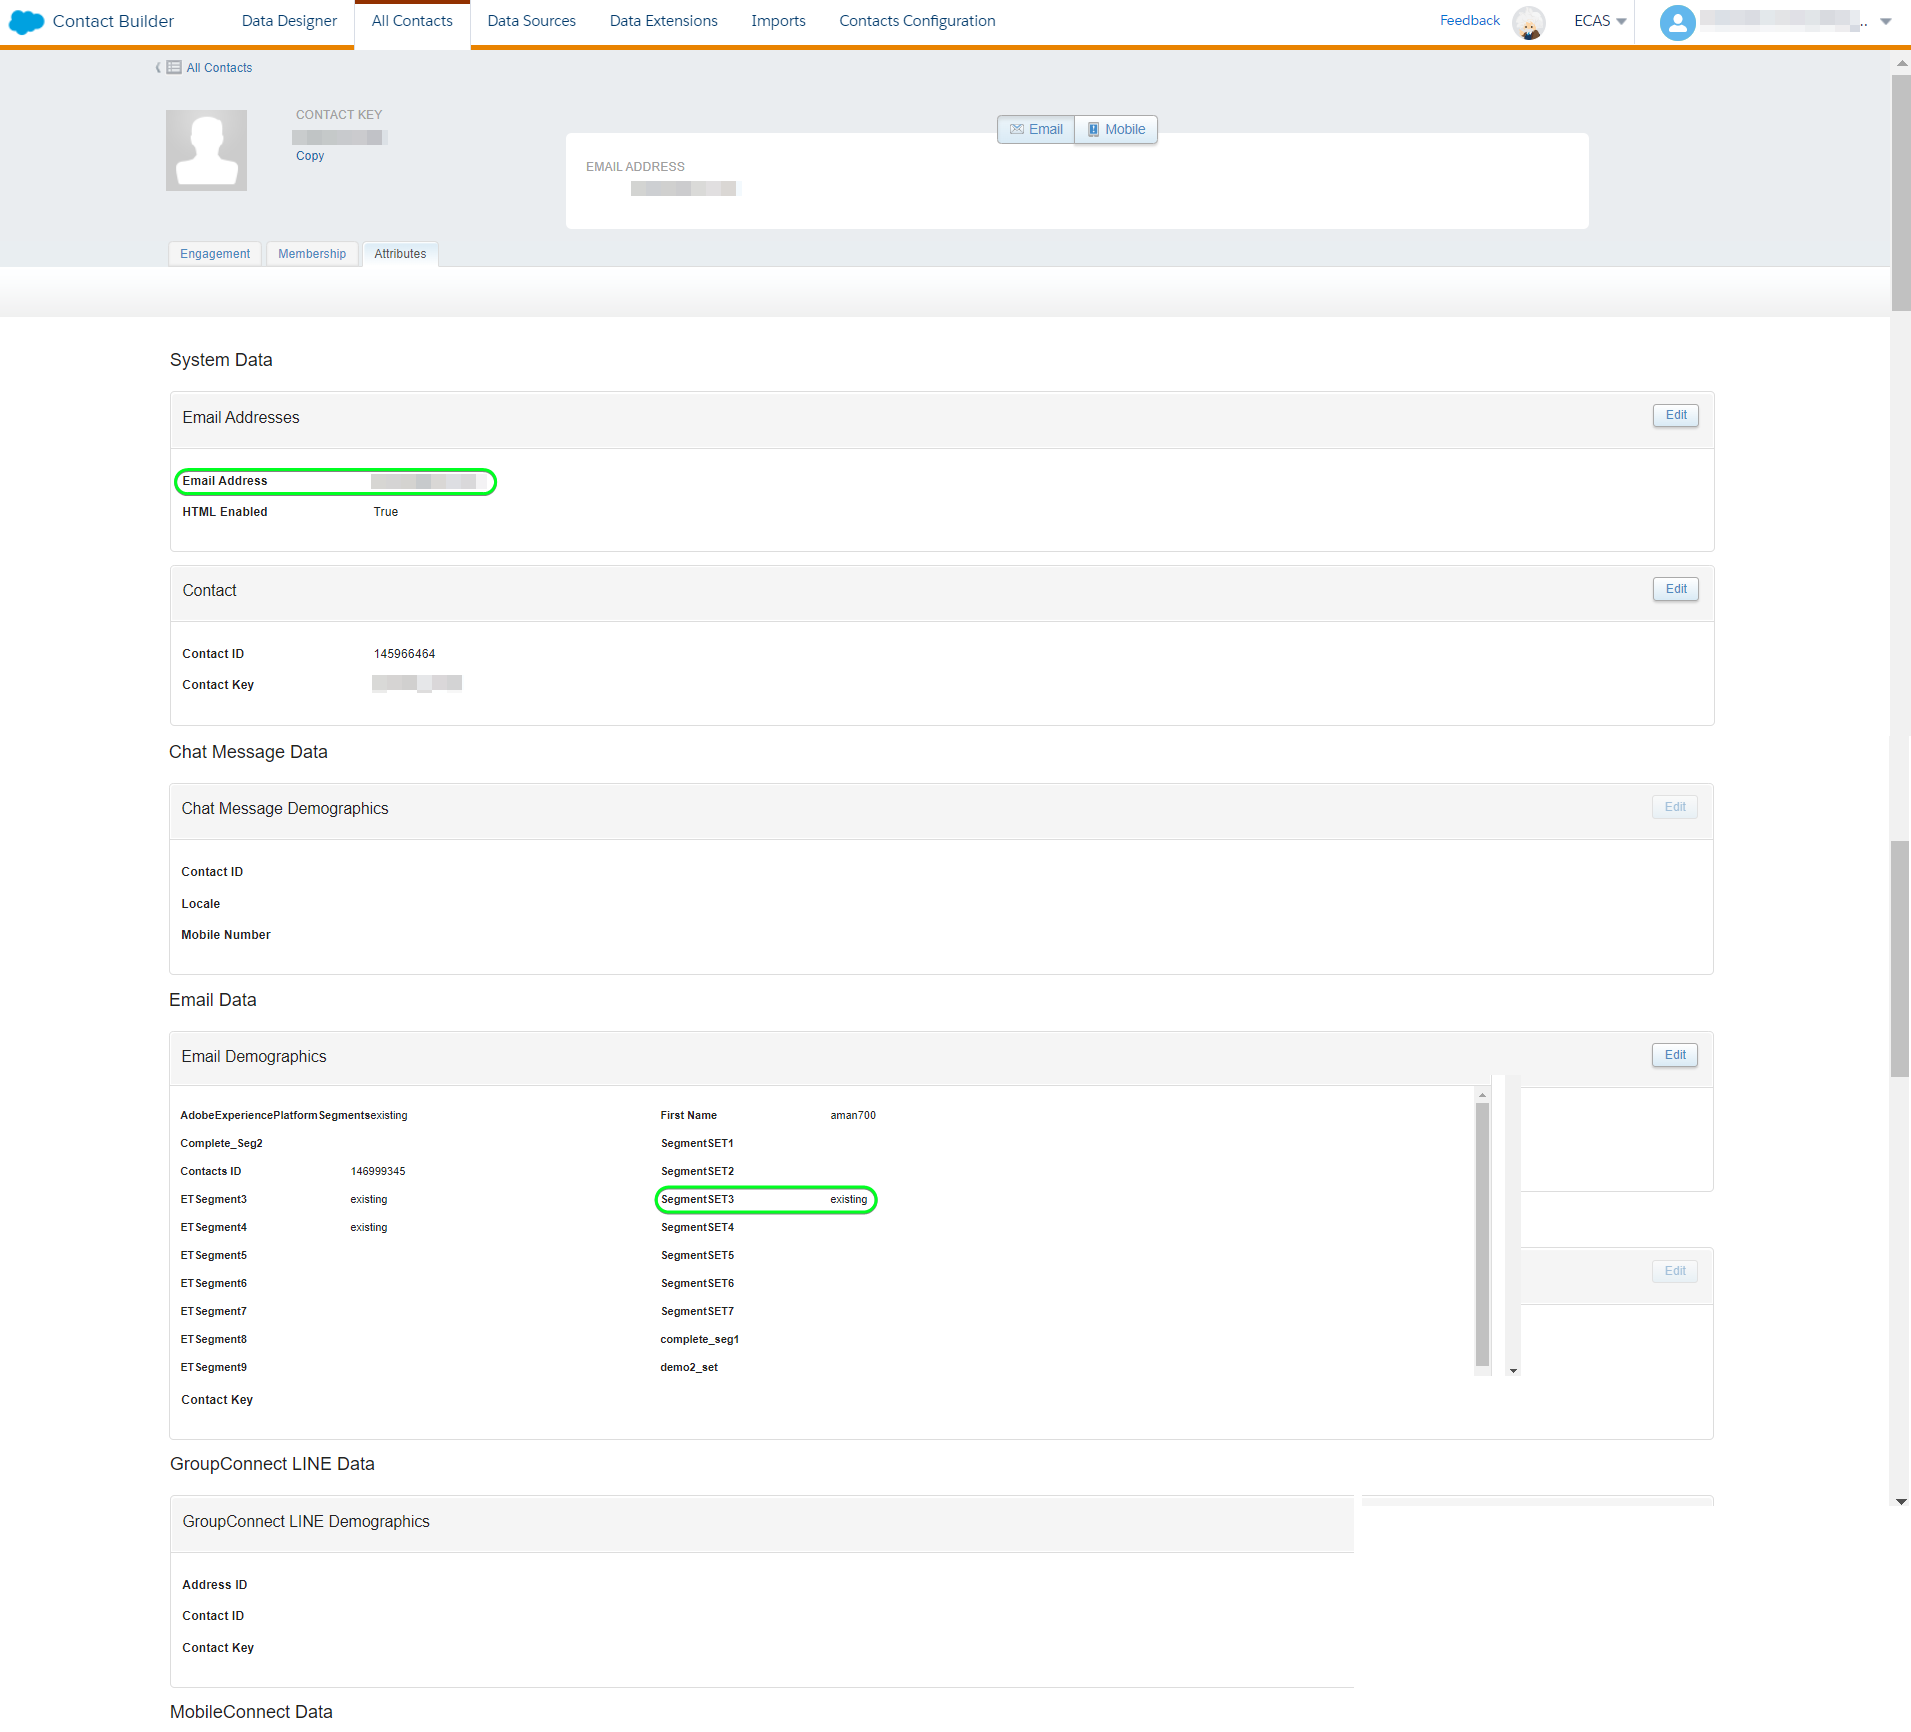 Contact Builder Data Designer All Contacts Data Sources Data Extensions Imports Contacts Configuration Feedback ECAS ..
All Contacts
CONTACT KEY
Copy
Email Mobile
EMAIL ADDRESS
Engagement Membership Attributes
System Data
Email Addresses Edit
Email Address
HTML Enabled True
Contact Edit
Contact ID 145966464
Contact Key
Chat Message Data
Chat Message Demographics Edit
Contact ID
Locale
Mobile Number
Email Data
Email Demographics Edit
AdobeExperiencePlatformSegmentsexisting First Name aman700
Complete_Seg2 SegmentSET1
Contacts ID 146999345 SegmentSET2
ETSegment3 existing SegmentSET3 existing
ETSegment4 existing SegmentSET4
ETSegment5 SegmentSET5
ETSegment6 SegmentSET6 Edit
ETSegment7 SegmentSET7
ETSegment8 complete_seg1
ETSegment9 demo2_set
Contact Key
GroupConnect LINE Data
GroupConnect LINE Demographics
Address ID
Contact ID
Contact Key
MobileConnect Data